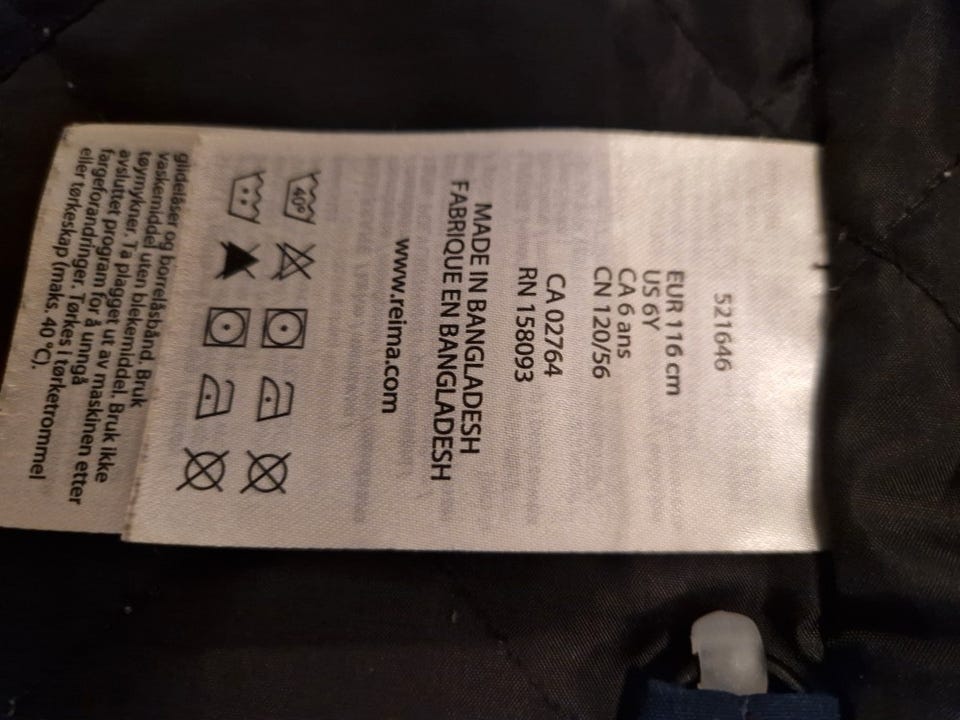 521646
EUR 116 cm
US 6Y
CA 6 ans
CN 120/56
CA 02764
RN 158093
MADE IN BANGLADESH
FABRIQUE EN BANGLADESH
www.reima.com
40°
glidelåser og borrelåsbånd. Bruk
vaskemiddel uten blekemiddel. Bruk ikke
tøymykner. Ta plagget ut av maskinen etter
avsluttet program for å unngå
fargeforandringer. Tørkes i tørketrommel
eller tørkeskap (maks. 40 °C).